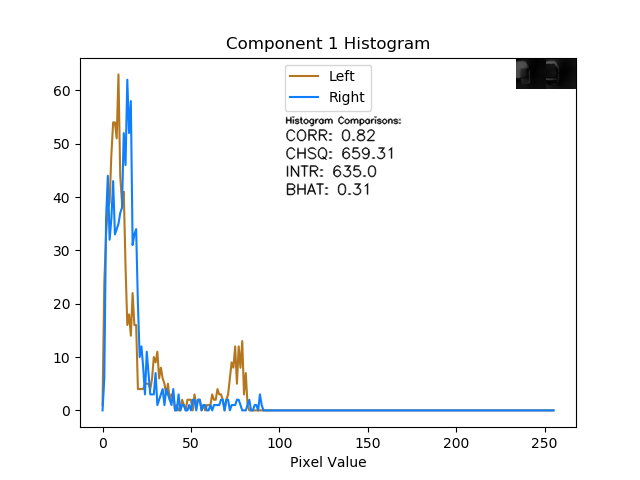 Component 1 Histogram
Left
Right
Histogram Comparisons:
CORR: 0.82
CHSQ: 659.31
INTR: 635.0
BHAT: 0.31
60
50
40
30
20
10
0
0 50 100 150 200 250
Pixel Value